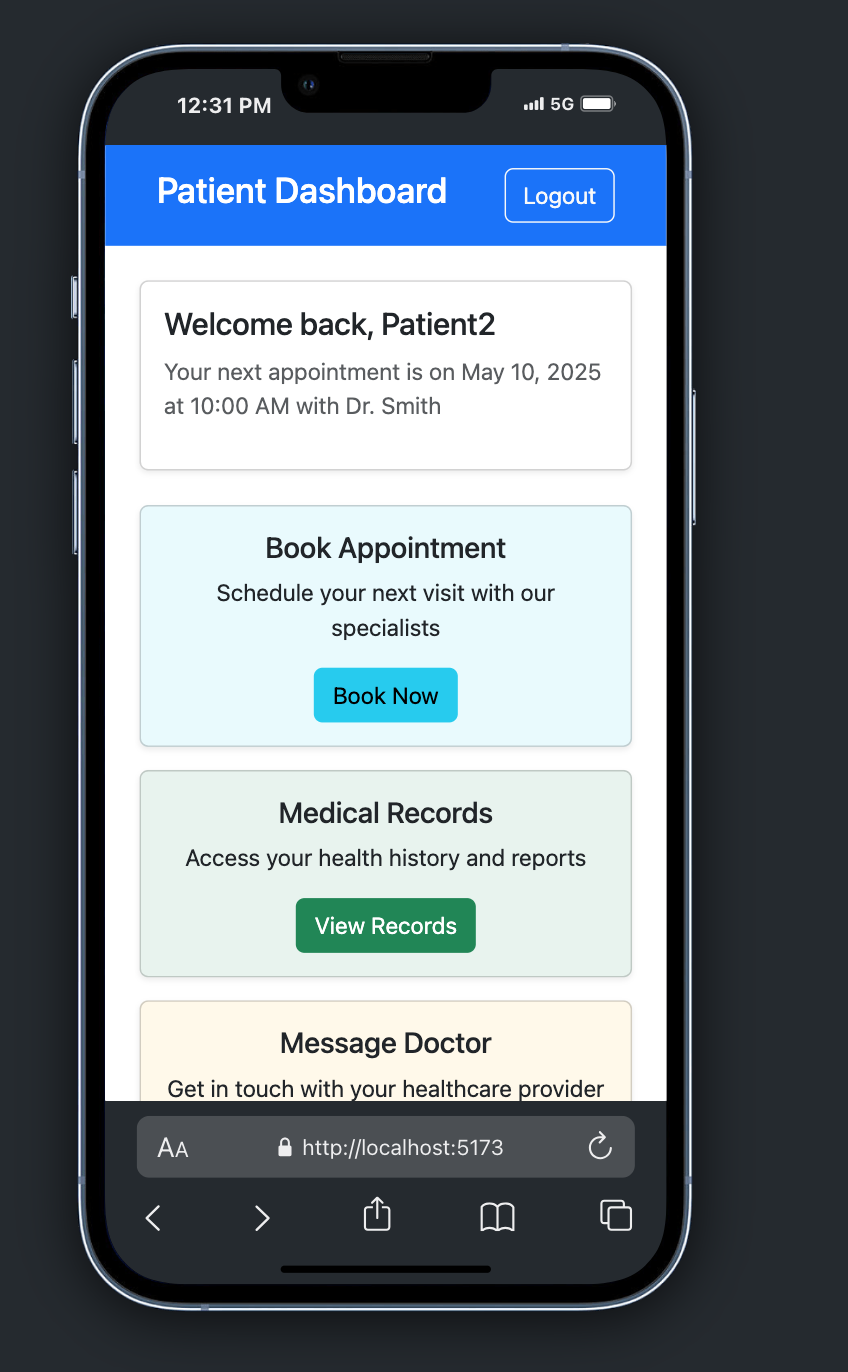 12:31 PM
5G
Patient Dashboard
Logout
Welcome back, Patient2
Your next appointment is on May 10, 2025
at 10:00 AM with Dr. Smith
Book Appointment
Schedule your next visit with our
specialists
Book Now
Medical Records
Access your health history and reports
View Records
Message Doctor
Get in touch with your healthcare provider
AA
http://localhost:5173